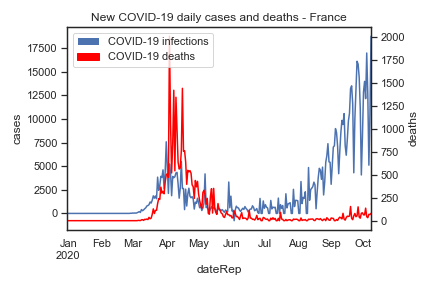 New COVID-19 daily cases and deaths - France
COVID-19 infections
COVID-19 deaths
17500
15000
12500
10000
7500
5000
2500
0
cases
2000
1750
1500
1250
1000
750
500
250
0
deaths
Jan Feb Mar Apr May Jun Jul Aug Sep Oct
2020
dateRep